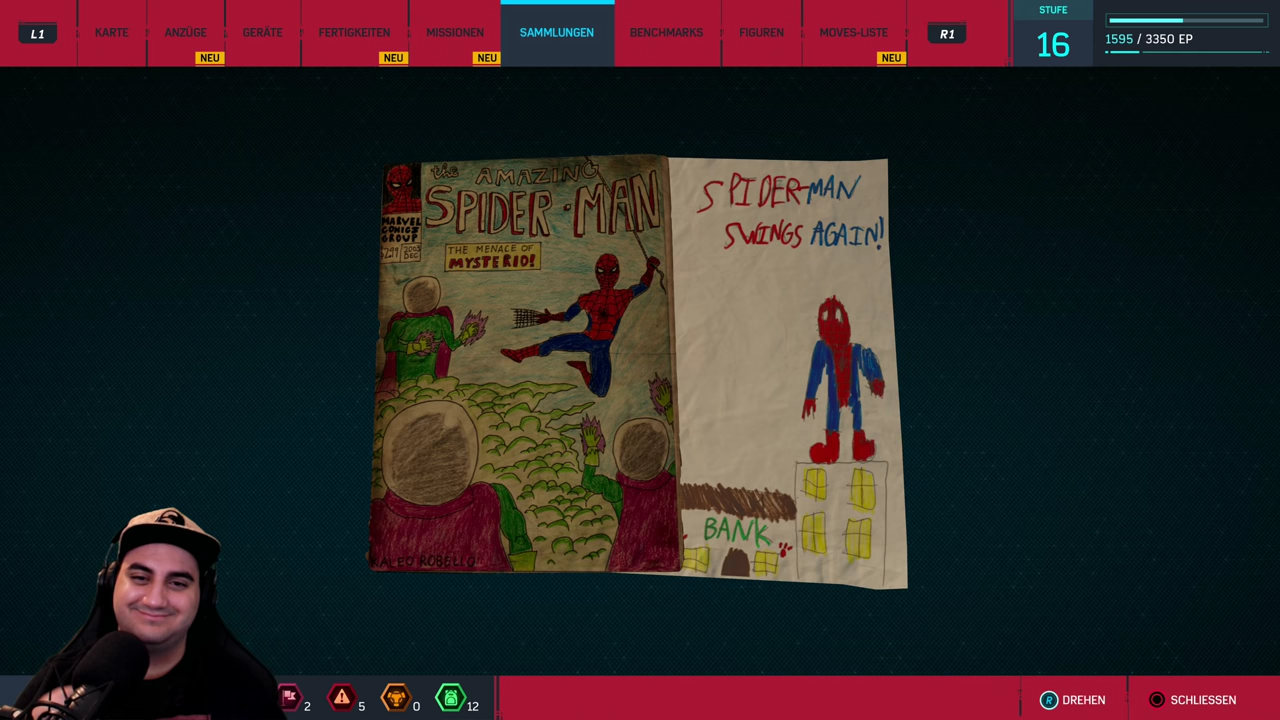 L1
KARTE
ANZÜGE
NEU
GERÄTE
FERTIGKEITEN
NEU
MISSIONEN
NEU
SAMMLUNGEN
BENCHMARKS
FIGUREN
MOVES-LISTE
NEU
R1
STUFE
16
1595 / 3350 EP
the AMAZING
SPIDER-MAN
MARVEL
COMICS
GROUP
THE MENACE OF
MYSTERIO!
SPIDER-MAN
SWINGS AGAIN!
BANK
2
5
0
12
R DREHEN
SCHLIESSEN